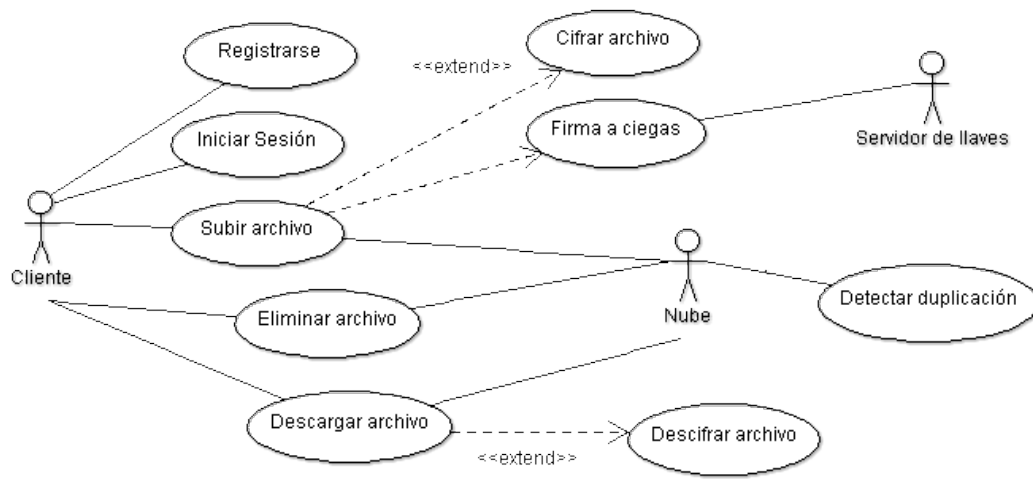 Registrarse
Cifrar archivo
<<extend>>
Iniciar Sesión
Firma a ciegas
Servidor de llaves
Subir archivo
Cliente
Eliminar archivo
Nube
Detectar duplicación
Descargar archivo
Descifrar archivo
<<extend>>